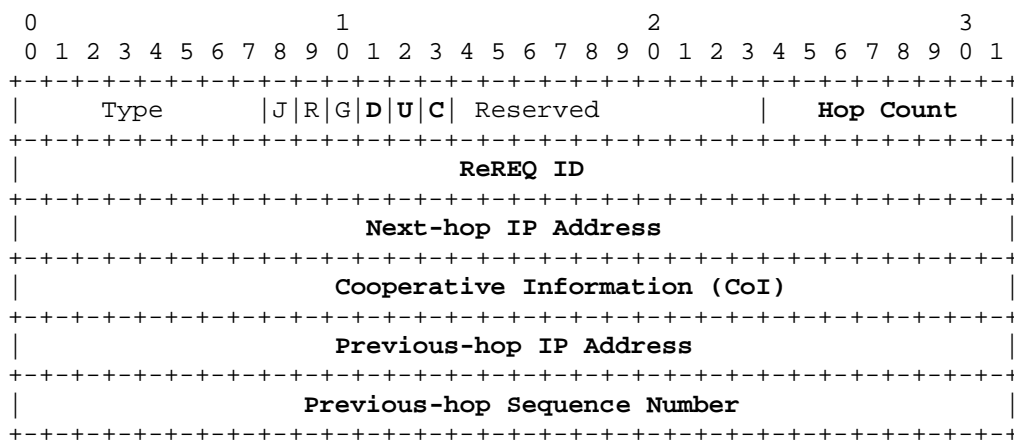 0                   1                   2                   3
0 1 2 3 4 5 6 7 8 9 0 1 2 3 4 5 6 7 8 9 0 1 2 3 4 5 6 7 8 9 0 1
+-+-+-+-+-+-+-+-+-+-+-+-+-+-+-+-+-+-+-+-+-+-+-+-+-+-+-+-+-+-+-+-+
|     Type      |J|R|G|D|U|C| Reserved          |   Hop Count   |
+-+-+-+-+-+-+-+-+-+-+-+-+-+-+-+-+-+-+-+-+-+-+-+-+-+-+-+-+-+-+-+-+
|                            ReREQ ID                           |
+-+-+-+-+-+-+-+-+-+-+-+-+-+-+-+-+-+-+-+-+-+-+-+-+-+-+-+-+-+-+-+-+
|                      Next-hop IP Address                      |
+-+-+-+-+-+-+-+-+-+-+-+-+-+-+-+-+-+-+-+-+-+-+-+-+-+-+-+-+-+-+-+-+
|                    Cooperative Information (CoI)              |
+-+-+-+-+-+-+-+-+-+-+-+-+-+-+-+-+-+-+-+-+-+-+-+-+-+-+-+-+-+-+-+-+
|                    Previous-hop IP Address                    |
+-+-+-+-+-+-+-+-+-+-+-+-+-+-+-+-+-+-+-+-+-+-+-+-+-+-+-+-+-+-+-+-+
|                  Previous-hop Sequence Number                 |
+-+-+-+-+-+-+-+-+-+-+-+-+-+-+-+-+-+-+-+-+-+-+-+-+-+-+-+-+-+-+-+-+